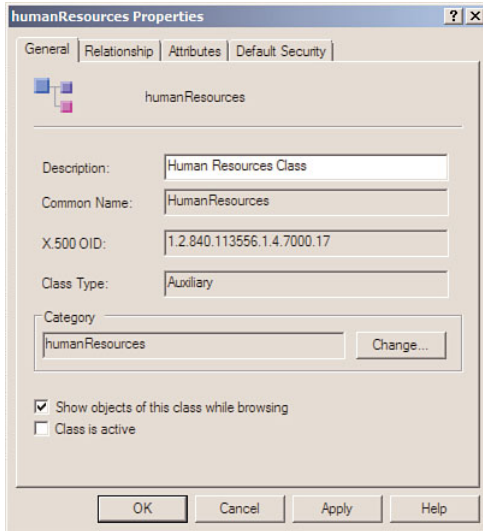 humanResources Properties
General Relationship Attributes Default Security
humanResources
Description: Human Resources Class
Common Name: HumanResources
X.500 OID: 1.2.840.113556.1.4.7000.17
Class Type: Auxiliary
Category
humanResources Change...
Show objects of this class while browsing
Class is active
OK Cancel Apply Help